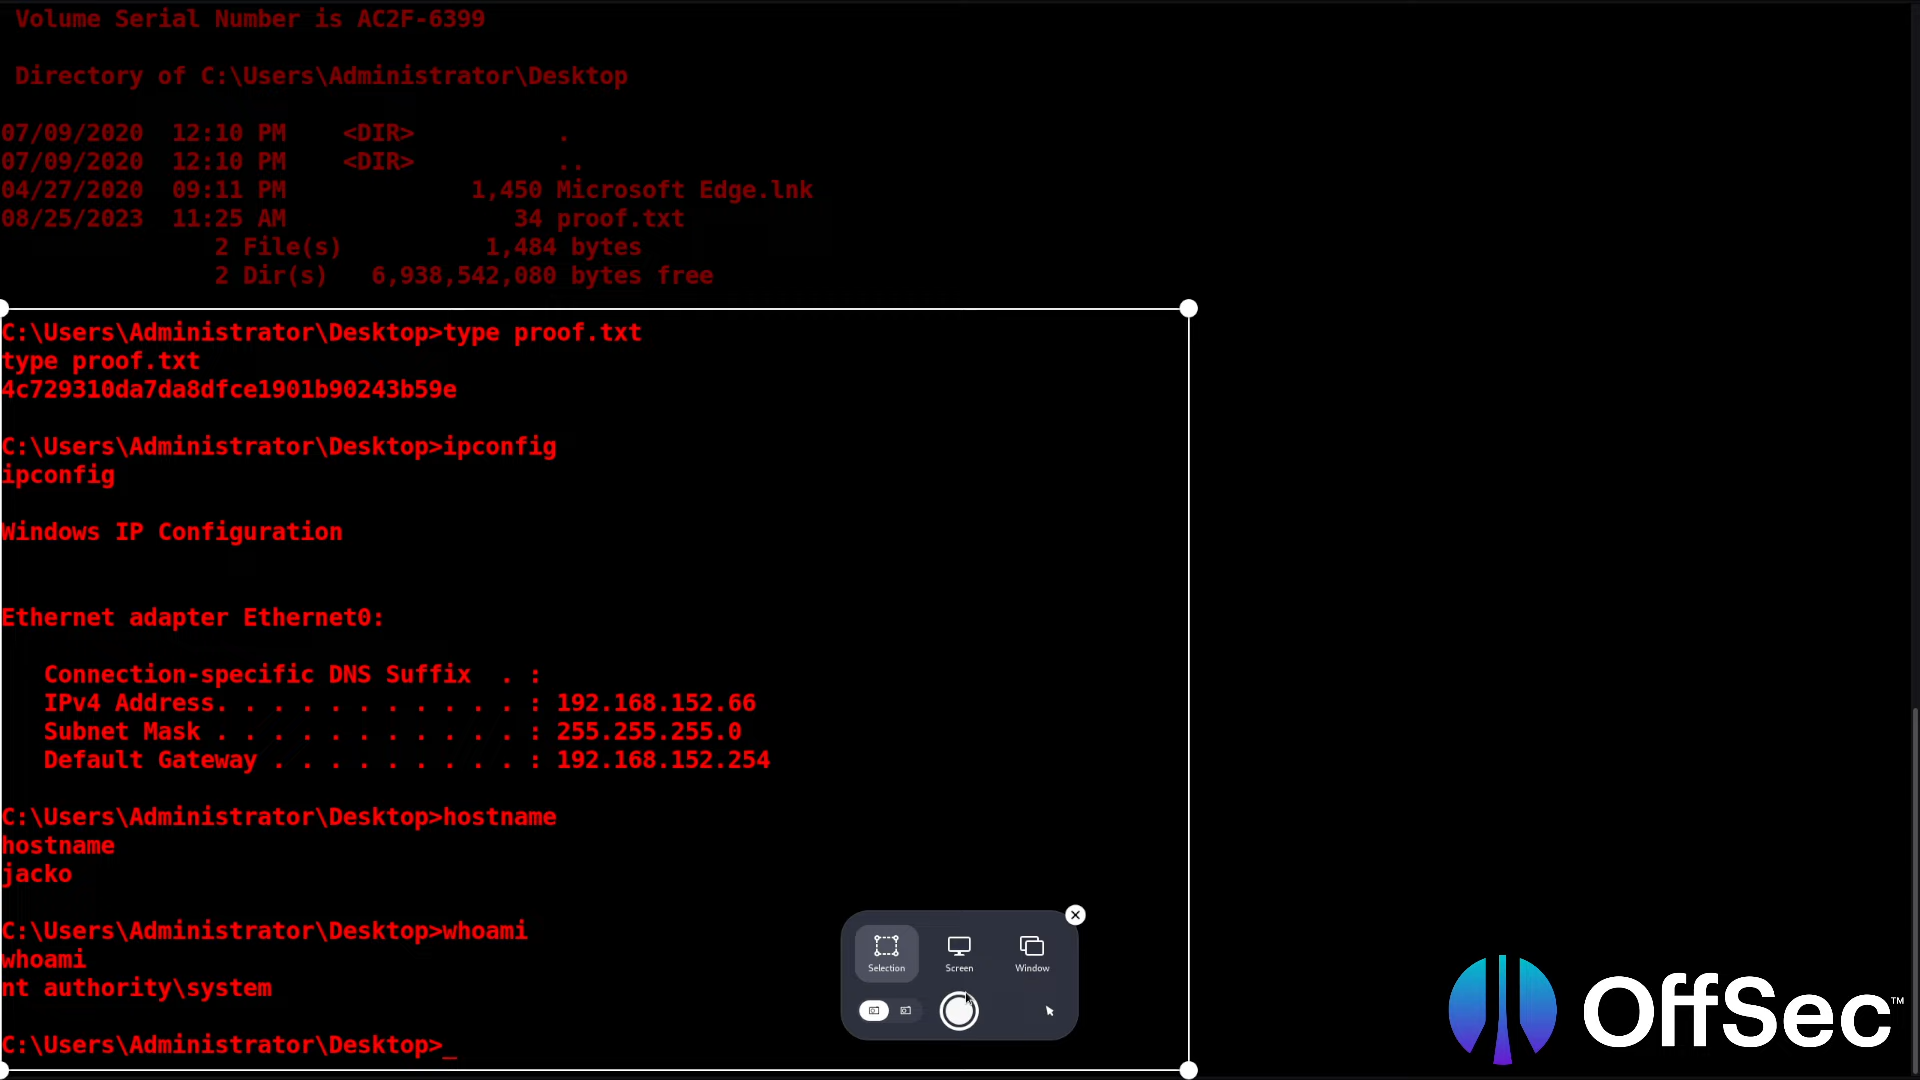 Volume Serial Number is AC2F-6399
Directory of C:\Users\Administrator\Desktop
07/09/2020  12:10 PM    <DIR>          .
07/09/2020  12:10 PM    <DIR>          ..
04/27/2020  09:11 PM             1,450 Microsoft Edge.lnk
08/25/2023  11:25 AM                34 proof.txt
2 File(s)          1,484 bytes
2 Dir(s)   6,938,542,080 bytes free
C:\Users\Administrator\Desktop>type proof.txt
type proof.txt
4c729310da7da8dfce1901b90243b59e
C:\Users\Administrator\Desktop>ipconfig
ipconfig
Windows IP Configuration
Ethernet adapter Ethernet0:
Connection-specific DNS Suffix  . :
IPv4 Address. . . . . . . . . . . : 192.168.152.66
Subnet Mask . . . . . . . . . . . : 255.255.255.0
Default Gateway . . . . . . . . . : 192.168.152.254
C:\Users\Administrator\Desktop>hostname
hostname
jacko
C:\Users\Administrator\Desktop>whoami
whoami
nt authority\system
C:\Users\Administrator\Desktop>_
Selection
Screen
Window
OffSec™